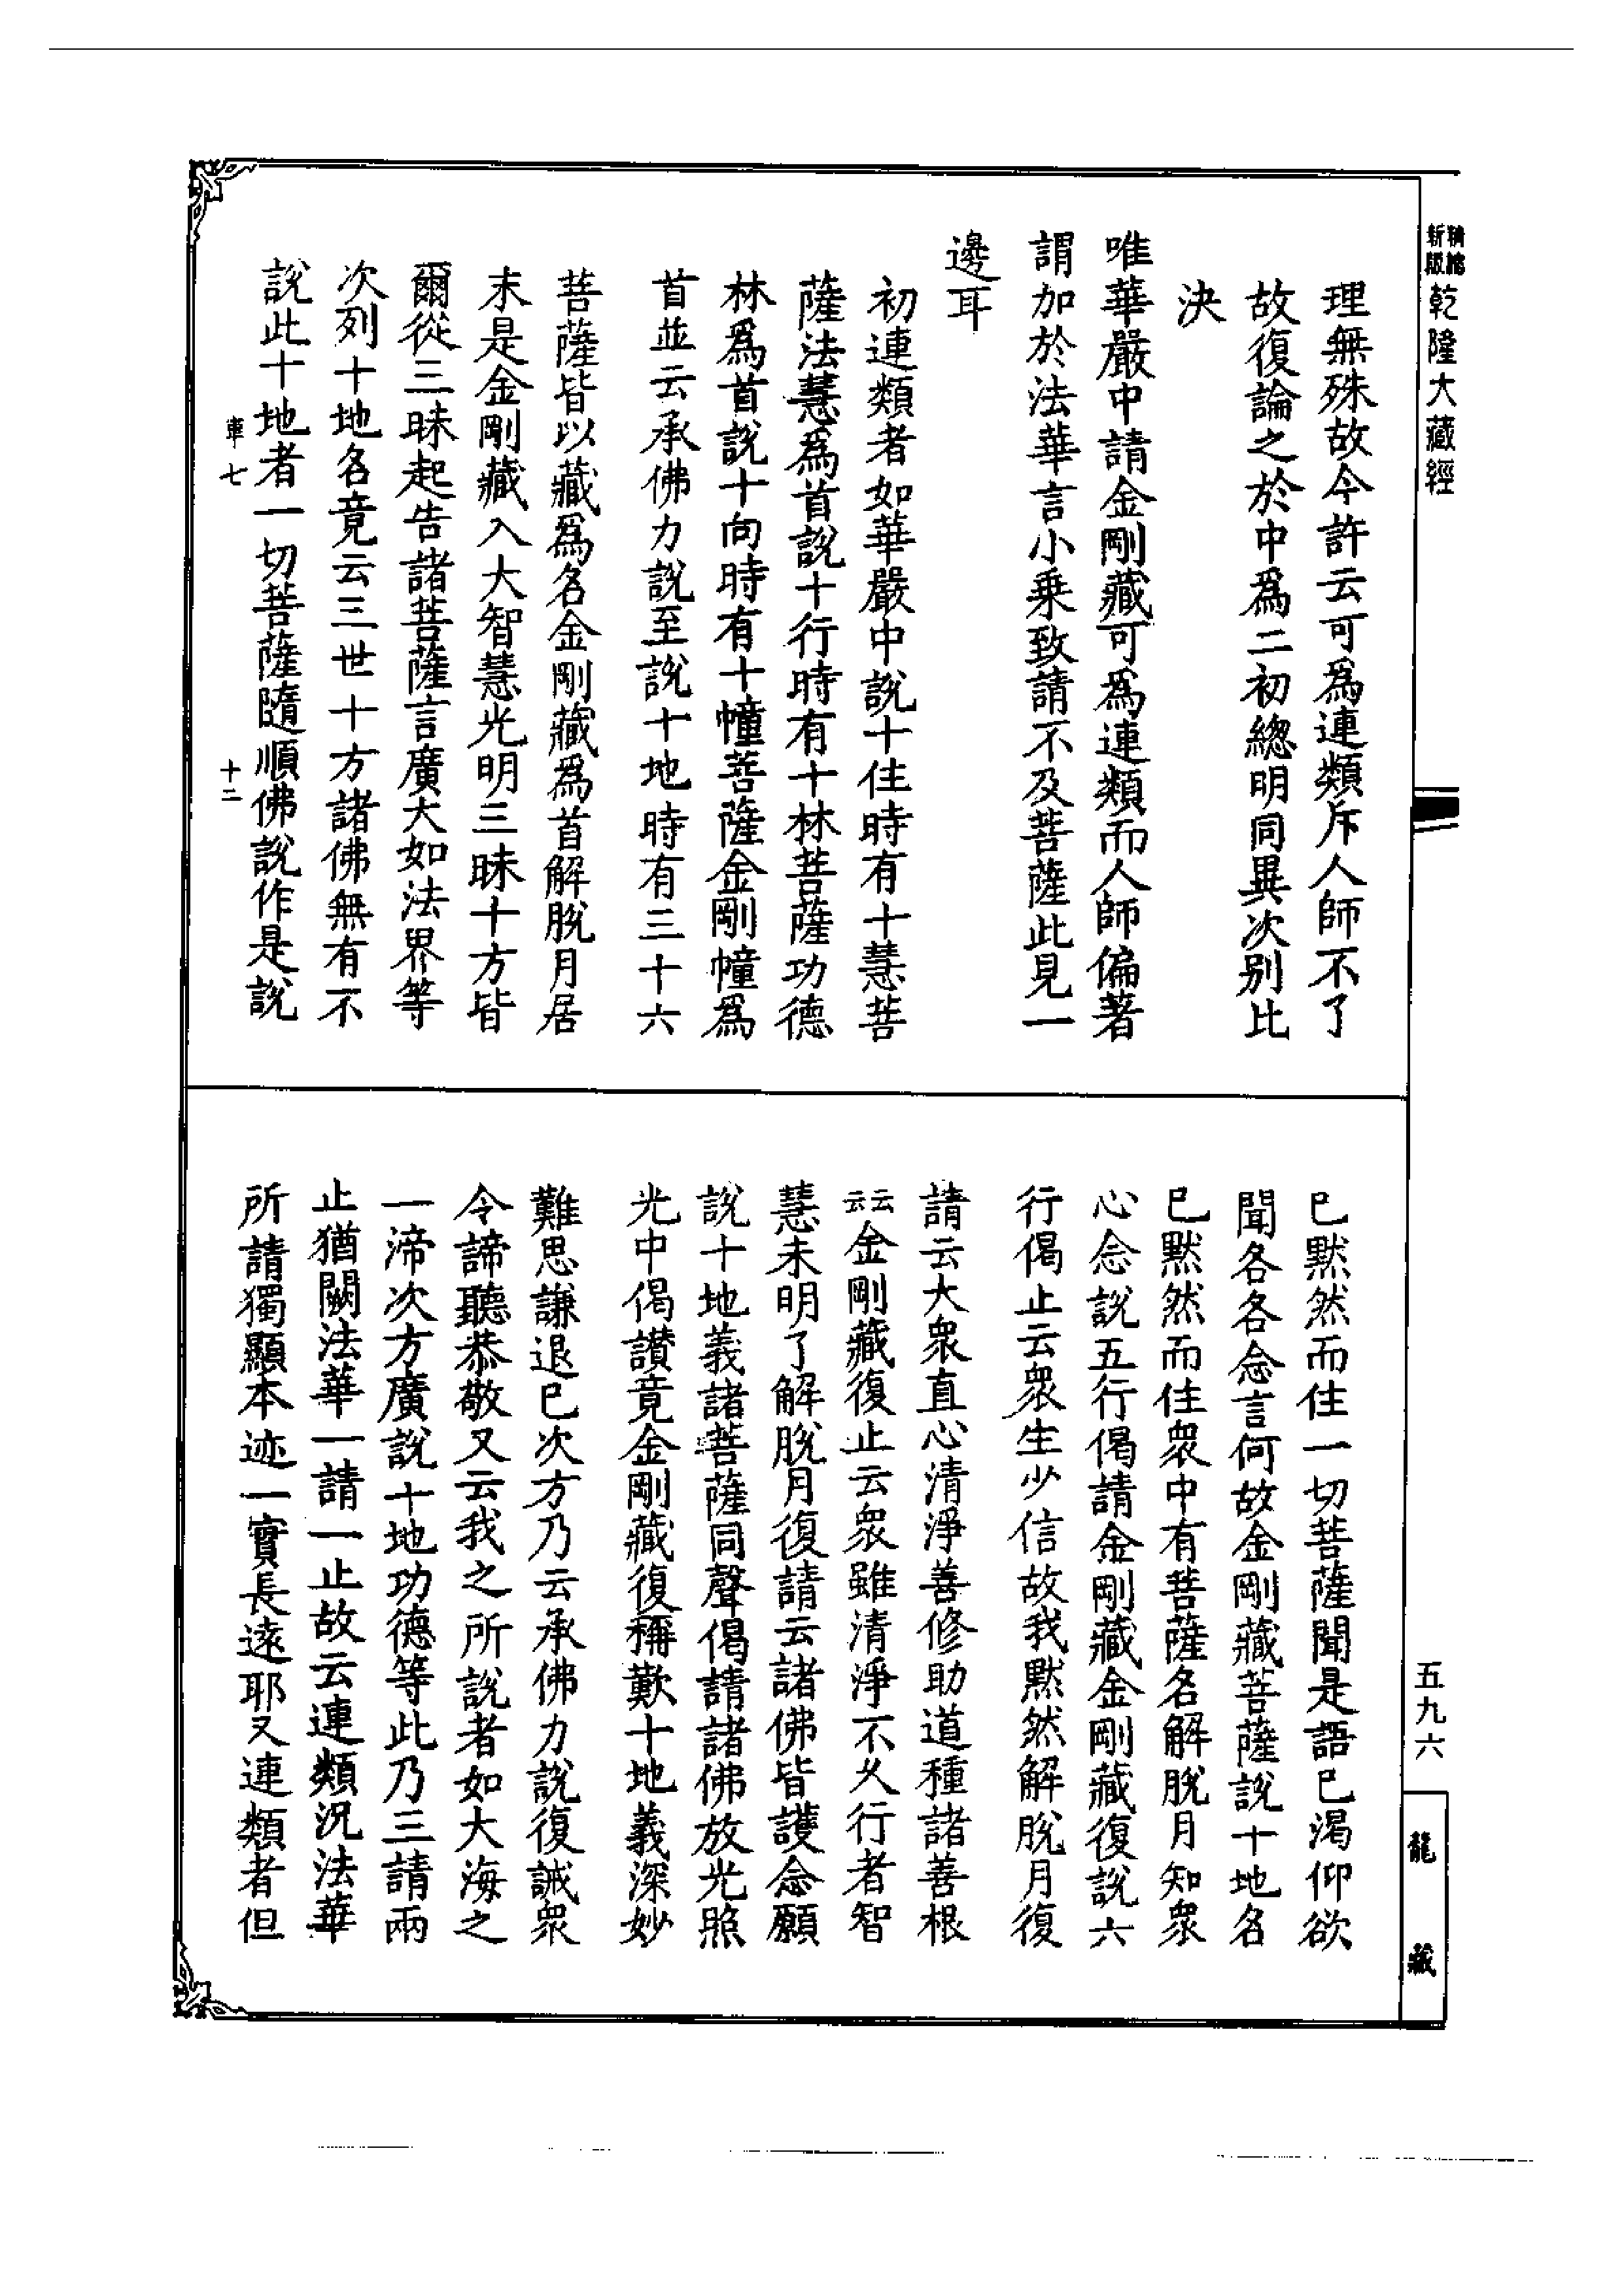 精縮
新版
乾隆大藏經
理無殊故今許云可爲連類斥人師不了
故復論之於中爲二初總明同異次別比
決
唯華嚴中請金剛藏可爲連類而人師偏著
謂加於法華言小乗致請不及菩薩此見一
邊耳
初連類者如華嚴中說十住時有十慧菩
薩法慧爲首說十行時有十林菩薩功德
林爲首說十向時有十幢菩薩金剛幢爲
首並云承佛力說至說十地時有三十六
菩薩皆以藏爲名金剛藏爲首解脫月居
末是金剛藏入大智慧光明三昧十方皆
爾從三昧起告諸菩薩言廣大如法界等
次列十地名竟云三世十方諸佛無有不
說此十地者一切菩薩隨順佛說作是說
車七
十二
已默然而住一切菩薩聞是語已渴仰欲
聞各各念言何故金剛藏菩薩說十地名
已默然而住衆中有菩薩名解脫月知衆
心念說五行偈請金剛藏金剛藏復說六
行偈止云衆生少信故我默然解脫月復
請云大衆直心清淨善修助道種諸善根
云云金剛藏復止云衆雖清淨不久行者智
慧未明了解脫月復請云諸佛皆護念願
說十地義諸菩薩同聲偈請諸佛放光照
光中偈讃竟金剛藏復稱歎十地義深妙
難思謙退已次方乃云承佛力說復誡衆
令諦聽恭敬又云我之所說者如大海之
一渧次方廣說十地功德等此乃三請兩
止猶闕法華一請一止故云連類況法華
所請獨顯本迹一實長遠耶又連類者但
五九六
龍藏